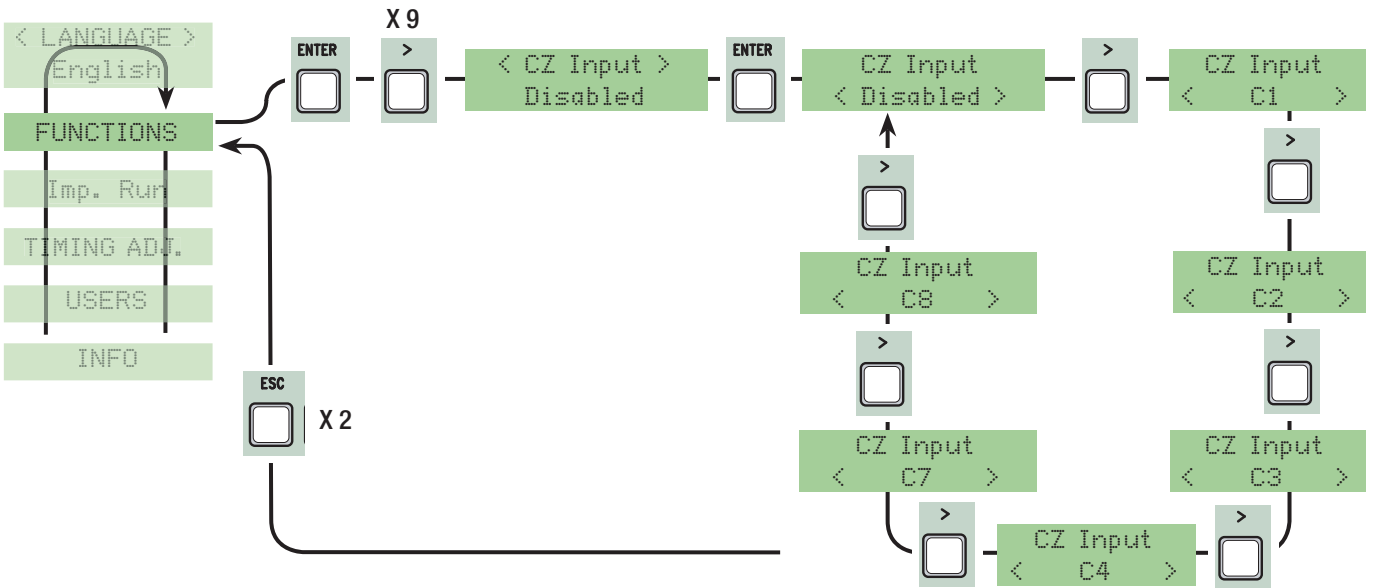 < LANGUAGE >
English
FUNCTIONS
Imp. Run
TIMING ADJ.
USERS
INFO
ENTER
X 9
>
< CZ Input >
Disabled
ENTER
CZ Input
< Disabled >
>
CZ Input
< C1 >
>
CZ Input
< C2 >
>
CZ Input
< C3 >
>
CZ Input
< C4 >
>
CZ Input
< C7 >
>
CZ Input
< C8 >
>
ESC
X 2